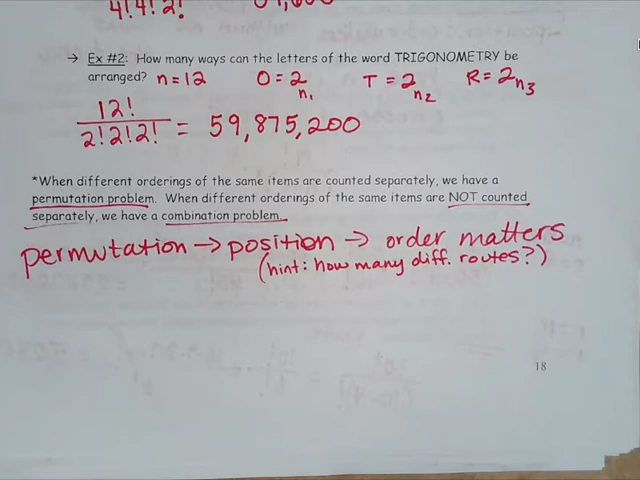 4! 4! 2!
→ Ex #2: How many ways can the letters of the word TRIGONOMETRY be
arranged? n = 12 O = 2 n₁ T = 2 n₂ R = 2 n₃
12!
2! 2! 2! = 59,875,200
*When different orderings of the same items are counted separately, we have a
permutation problem. When different orderings of the same items are NOT counted
separately, we have a combination problem.
permutation → position → order matters
(hint: how many diff. routes?)
18